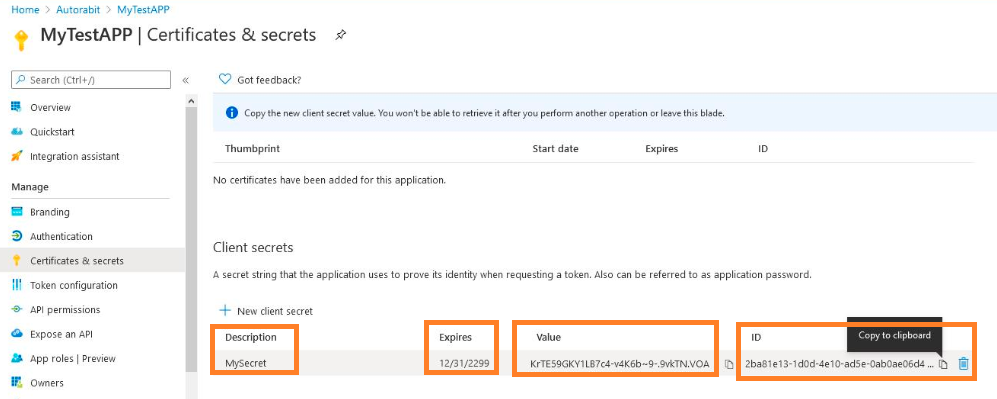 Home > Autorabit > MyTestAPP
MyTestAPP | Certificates & secrets
Search (Ctrl+/)
«
Got feedback?
Overview
Quickstart
Integration assistant
Manage
Branding
Authentication
Certificates & secrets
Token configuration
API permissions
Expose an API
App roles | Preview
Owners
Copy the new client secret value. You won't be able to retrieve it after you perform another operation or leave this blade.
Thumbprint Start date Expires ID
No certificates have been added for this application.
Client secrets
A secret string that the application uses to prove its identity when requesting a token. Also can be referred to as application password.
+ New client secret
Description Expires Value ID
Copy to clipboard
MySecret 12/31/2299 KrTE59GKY1LB7c4-v4K6b~9-.9vkTN.VOA 2ba81e13-1d0d-4e10-ad5e-0ab0ae06d4 ...